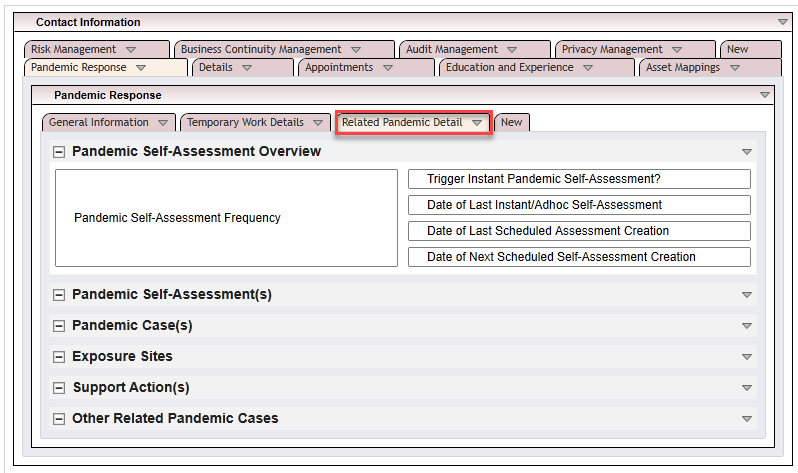 Contact Information
Risk Management
Business Continuity Management
Audit Management
Privacy Management
New
Pandemic Response
Details
Appointments
Education and Experience
Asset Mappings
Pandemic Response
General Information
Temporary Work Details
Related Pandemic Detail
New
Pandemic Self-Assessment Overview
Pandemic Self-Assessment Frequency
Trigger Instant Pandemic Self-Assessment?
Date of Last Instant/Adhoc Self-Assessment
Date of Last Scheduled Assessment Creation
Date of Next Scheduled Self-Assessment Creation
Pandemic Self-Assessment(s)
Pandemic Case(s)
Exposure Sites
Support Action(s)
Other Related Pandemic Cases